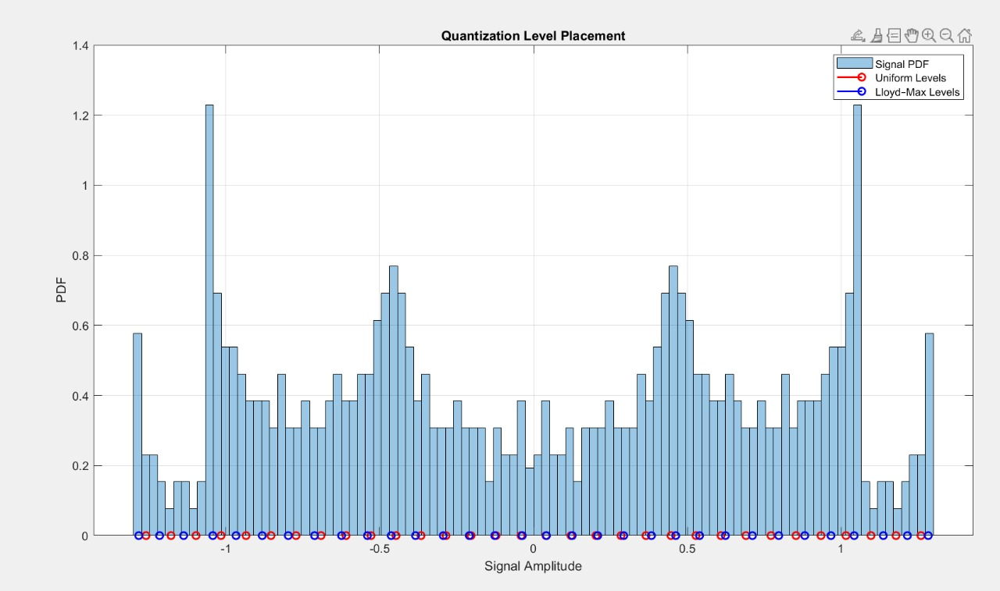 Quantization Level Placement
1.4
1.2
1
0.8
0.6
0.4
0.2
0
PDF
Signal PDF
Uniform Levels
Lloyd-Max Levels
-1
-0.5
0
0.5
1
Signal Amplitude